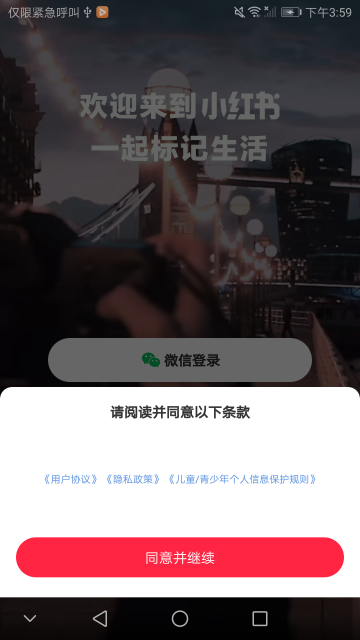 仅限紧急呼叫
下午3:59
欢迎来到小红书
一起标记生活
微信登录
请阅读并同意以下条款
《用户协议》《隐私政策》《儿童/青少年个人信息保护规则》
同意并继续